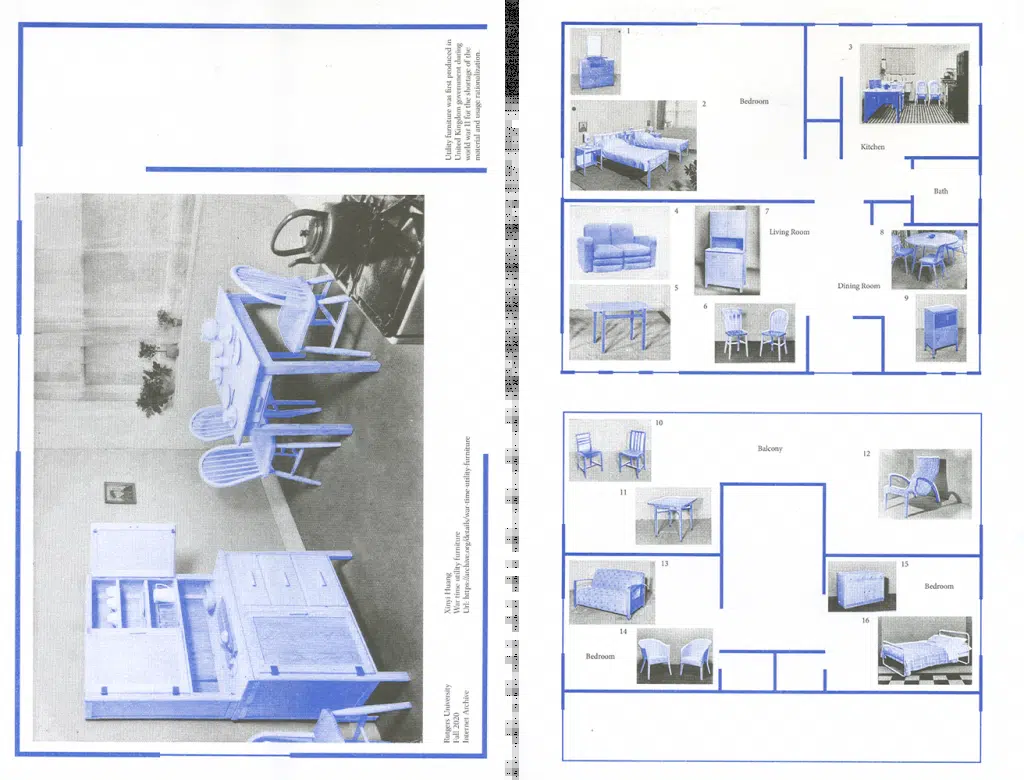 Utility furniture was first produced in
United Kingdom government during
world war II for the shortage of the
material and usage rationalization.
Xinyi Huang
War time utility furniture
Url: https://archive.org/details/war-time-utility-furniture
Rutgers University
Fall 2020
Internet Archive
1
2
Bedroom
3
Kitchen
Bath
4
7
Living Room
8
5
Dining Room
6
9
10
Balcony
12
11
13
15
Bedroom
14
16
Bedroom